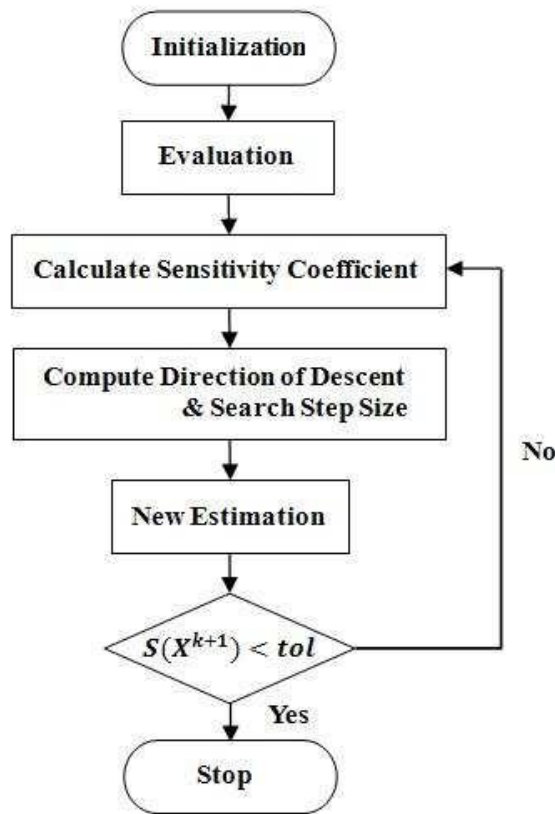 Initialization
Evaluation
Calculate Sensitivity Coefficient
Compute Direction of Descent
& Search Step Size
No
New Estimation
S(X^{k+1}) < tol
Yes
Stop